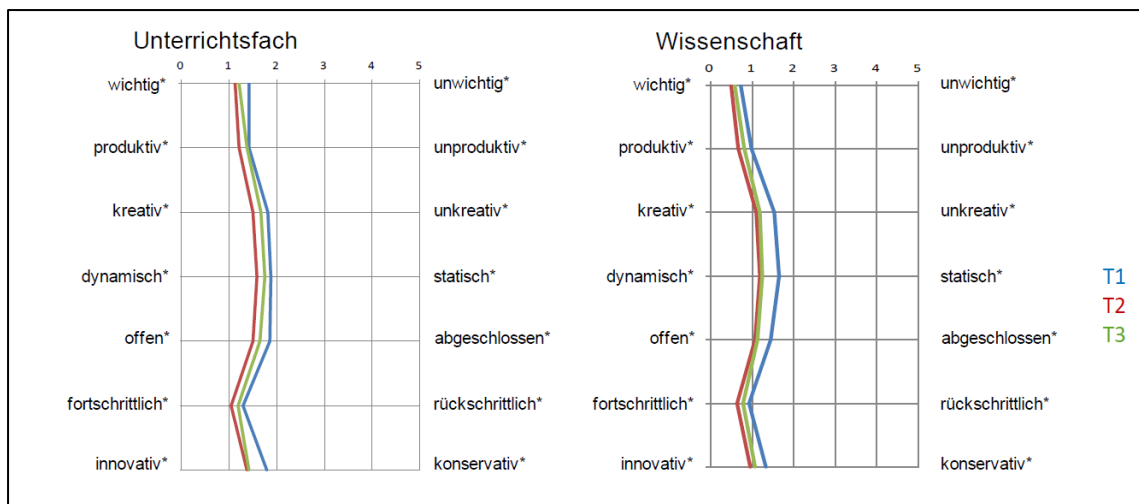 Unterrichtsfach
0 1 2 3 4 5
wichtig* unwichtig*
produktiv* unproduktiv*
kreativ* unkreativ*
dynamisch* statisch*
offen* abgeschlossen*
fortschrittlich* rückschrittlich*
innovativ* konservativ*
Wissenschaft
0 1 2 3 4 5
wichtig* unwichtig*
produktiv* unproduktiv*
kreativ* unkreativ*
dynamisch* statisch*
offen* abgeschlossen*
fortschrittlich* rückschrittlich*
innovativ* konservativ*
T1
T2
T3